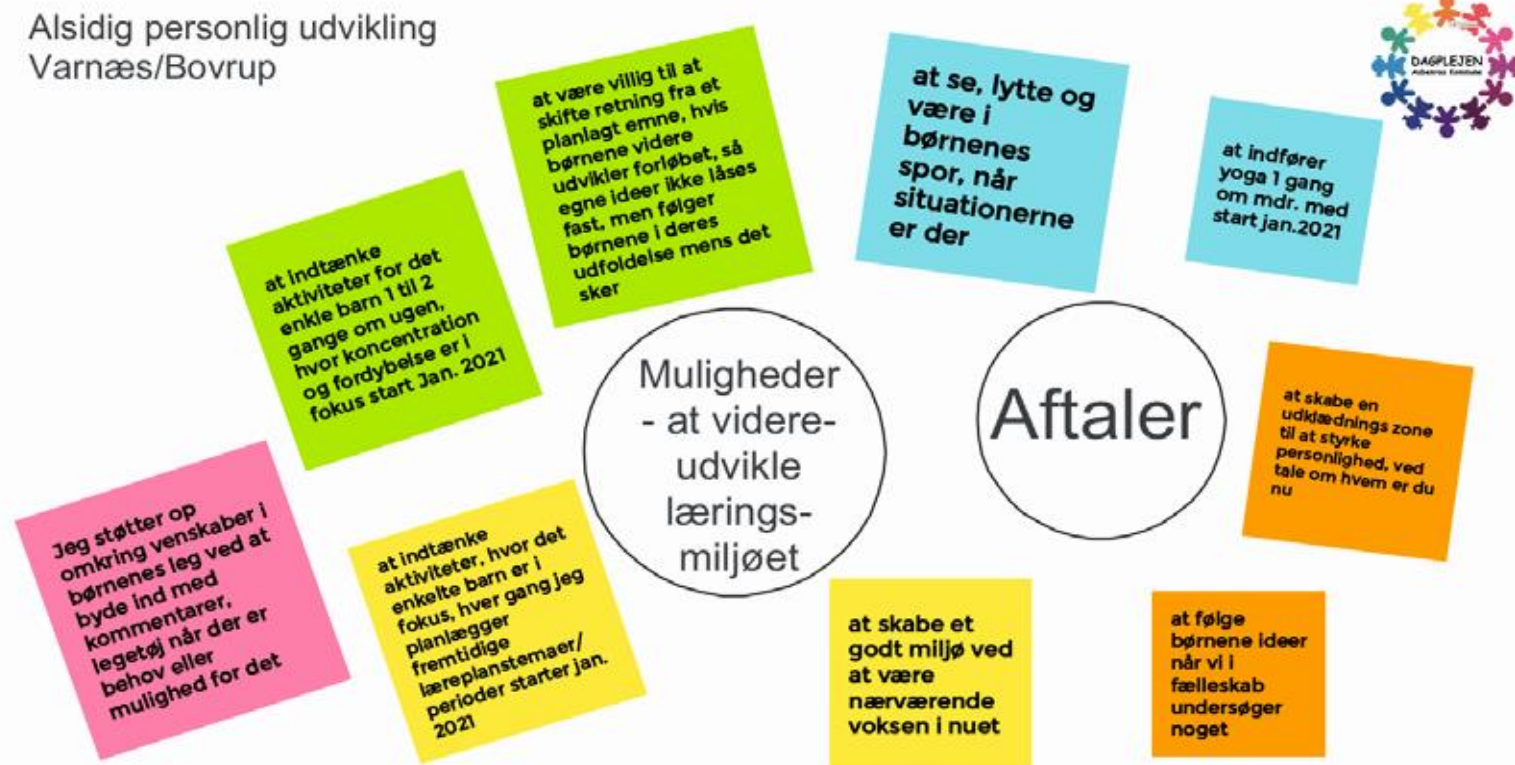 Alsidig personlig udvikling
Varnæs/Bovrup
DAGPLEJEN
Aabenraa Kommune
at være villig til at
skifte retning fra et
planlagt emne, hvis
børnene videre
udvikler forløbet, så
egne ideer ikke låses
fast, men følger
børnene i deres
udfoldelse mens det
sker
at se, lytte og
være i
børnenes
spor, når
situationerne
er der
at indfører
yoga 1 gang
om mdr. med
start jan.2021
at indtænke
aktiviteter for det
enkle barn 1 til 2
gange om ugen,
hvor koncentration
og fordybelse er i
fokus start Jan. 2021
Muligheder
- at videre-
udvikle
lærings-
miljøet
Aftaler
at skabe en
udklædnings zone
til at styrke
personlighed, ved
tale om hvem er du
nu
Jeg støtter op
omkring venskaber i
børnenes leg ved at
byde ind med
kommentarer,
legetøj når der er
behov eller
mulighed for det
at indtænke
aktiviteter, hvor det
enkelte barn er i
fokus, hver gang jeg
planlægger
fremtidige
læreplanstemaer/
perioder starter jan.
2021
at skabe et
godt miljø ved
at være
nærværende
voksen i nuet
at følge
børnene ideer
når vi i
fælleskab
undersøger
noget